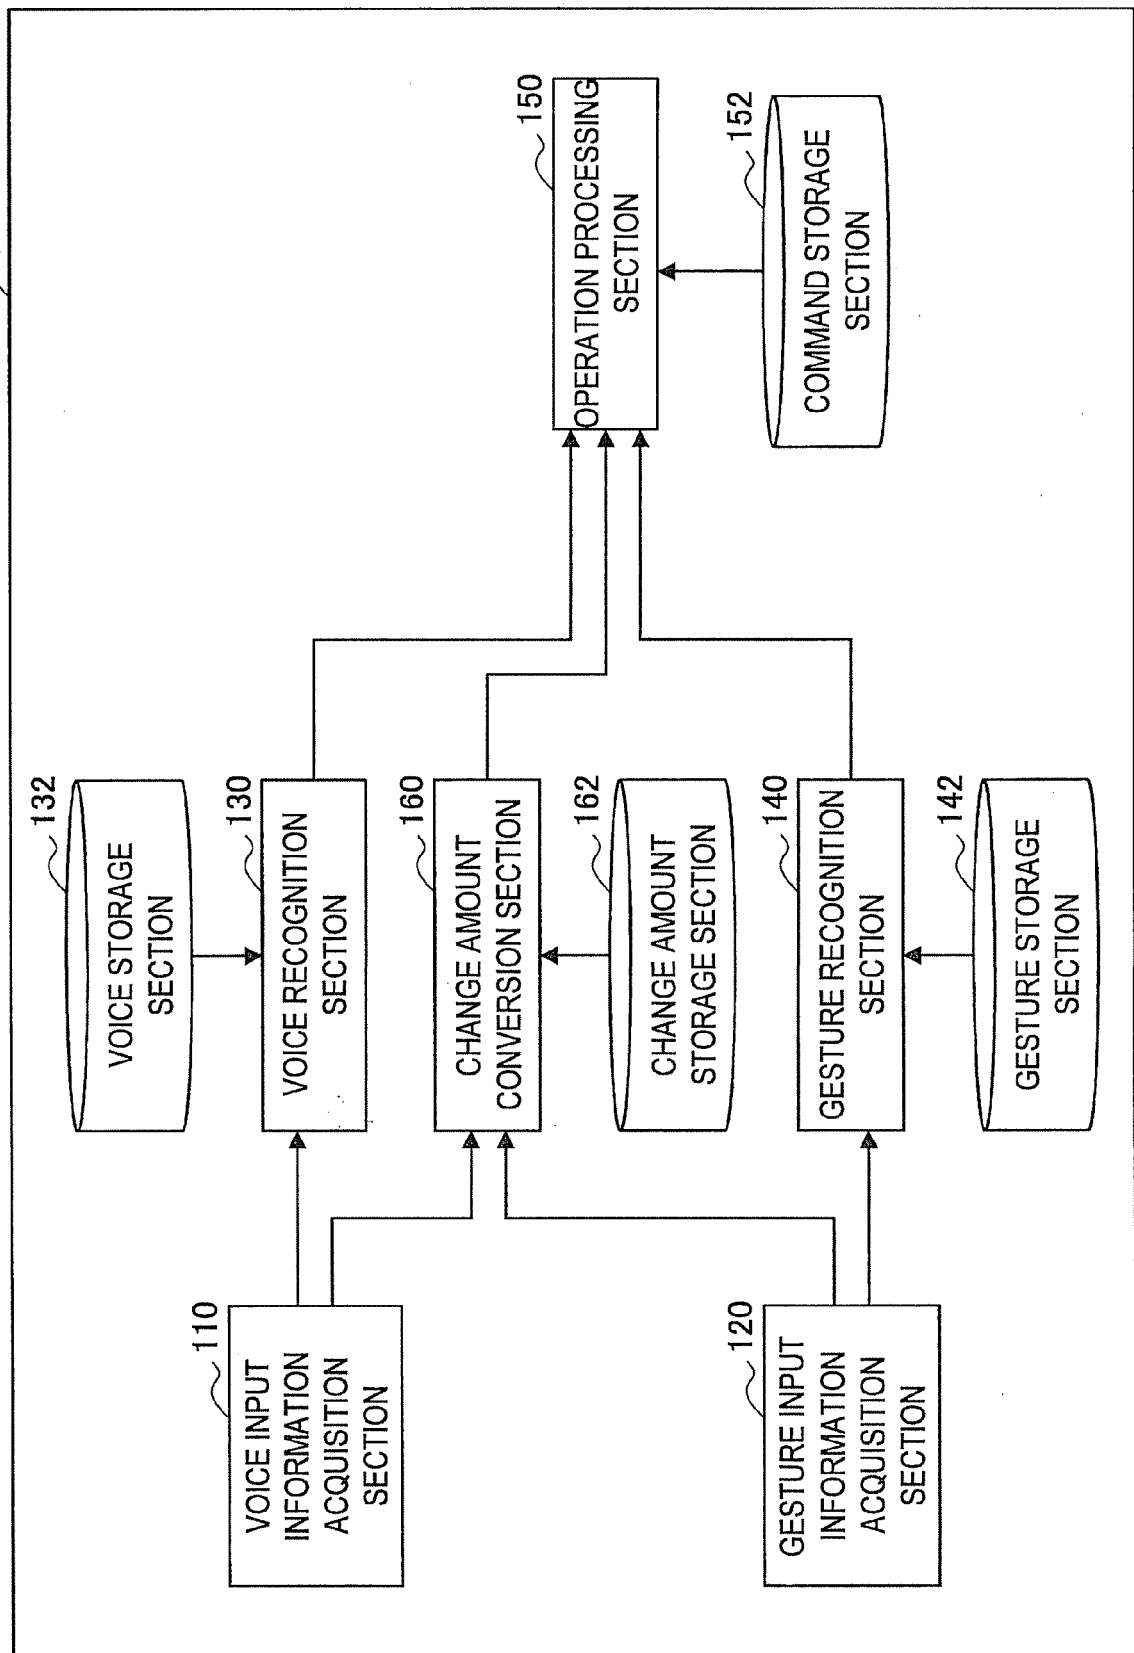 110
VOICE INPUT
INFORMATION
ACQUISITION
SECTION
120
GESTURE INPUT
INFORMATION
ACQUISITION
SECTION
132
VOICE STORAGE
SECTION
130
VOICE RECOGNITION
SECTION
160
CHANGE AMOUNT
CONVERSION SECTION
162
CHANGE AMOUNT
STORAGE SECTION
140
GESTURE RECOGNITION
SECTION
142
GESTURE STORAGE
SECTION
150
OPERATION PROCESSING
SECTION
152
COMMAND STORAGE
SECTION